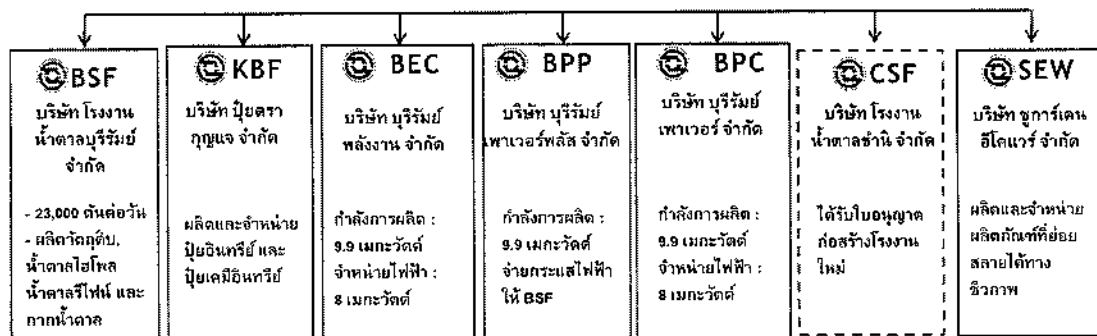 BSF
บริษัท โรงงาน
น้ำตาลบุรีรัมย์
จำกัด
- 23,000 ตันต่อวัน
- ผลิตวัตถุดิบ,
น้ำตาลไฮโพล
น้ำตาลรีไฟน์ และ
กากน้ำตาล
KBF
บริษัท ปุ๋ยตรา
กุญแจ จำกัด
ผลิตและจำหน่าย
ปุ๋ยอินทรีย์ และ
ปุ๋ยเคมีอินทรีย์
BEC
บริษัท บุรีรัมย์
พลังงาน จำกัด
กำลังการผลิต :
9.9 เมกะวัตต์
จำหน่ายไฟฟ้า :
8 เมกะวัตต์
BPP
บริษัท บุรีรัมย์
เพาเวอร์พลัส จำกัด
กำลังการผลิต :
9.9 เมกะวัตต์
จ่ายกระแสไฟฟ้า
ให้ BSF
BPC
บริษัท บุรีรัมย์
เพาเวอร์ จำกัด
กำลังการผลิต :
9.9 เมกะวัตต์
จำหน่ายไฟฟ้า :
8 เมกะวัตต์
CSF
บริษัท โรงงาน
น้ำตาลชำนิ จำกัด
ได้รับใบอนุญาต
ก่อสร้างโรงงาน
ใหม่
SEW
บริษัท ชูการ์เคน
อีโคแวร์ จำกัด
ผลิตและจำหน่าย
ผลิตภัณฑ์ที่ย่อย
สลายได้ทาง
ชีวภาพ